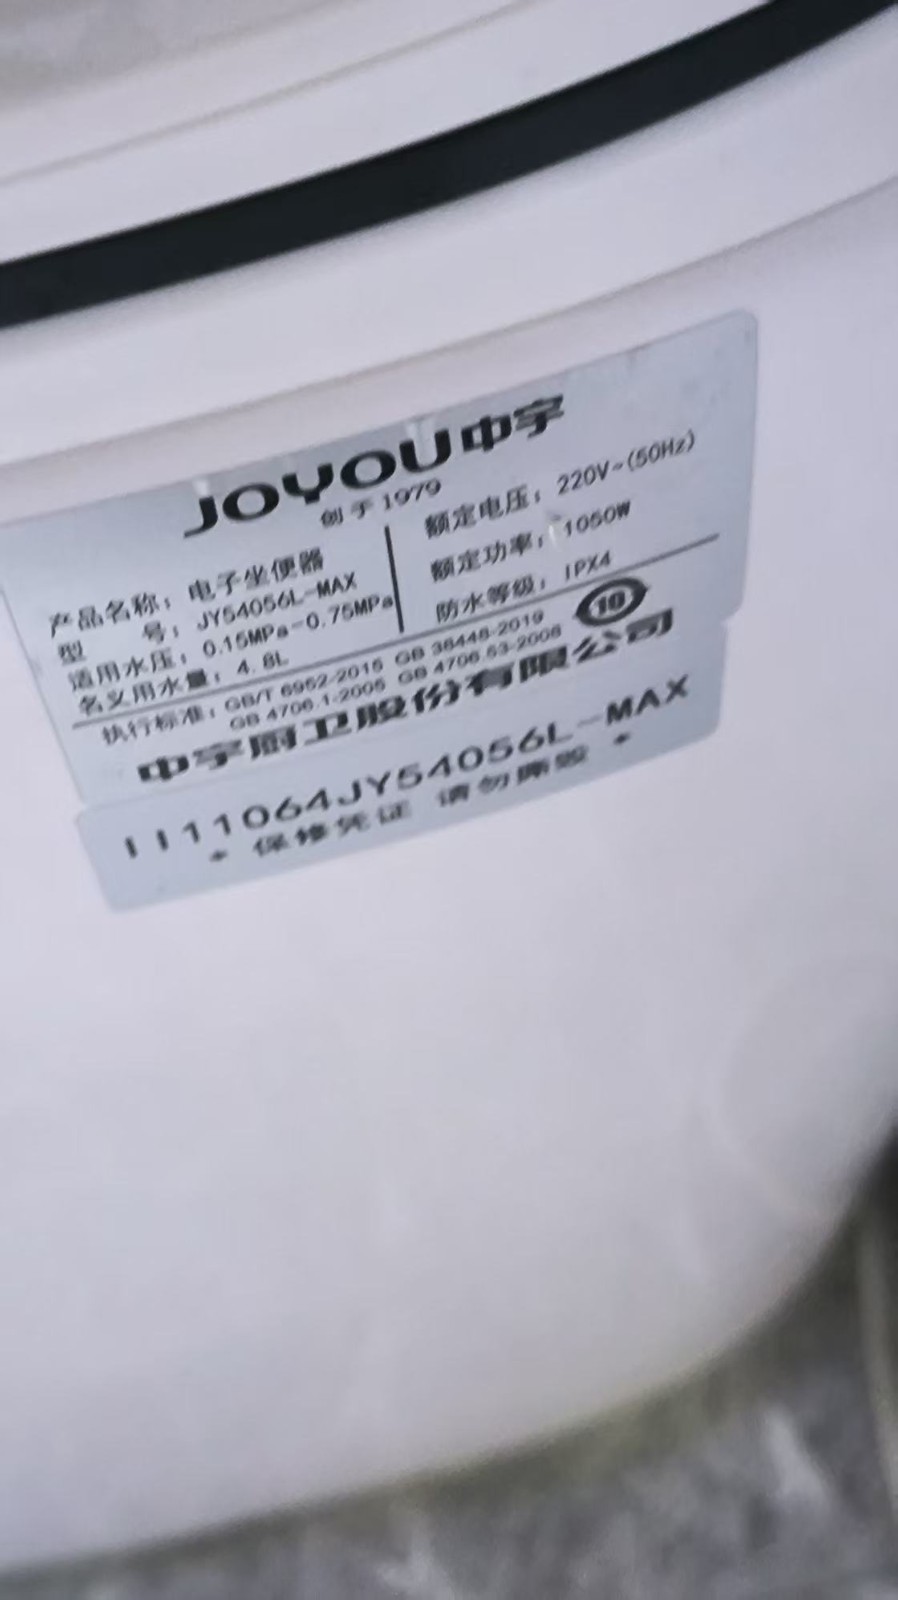 JOYOU中宇
创于1979
产品名称：电子坐便器
型 号：JY54056L-MAX
适用水压：0.15MPa-0.75MPa
名义用水量：4.8L
额定电压：220V~(50Hz)
额定功率：1050W
防水等级：IPX4
执行标准：GB/T 6952-2015 GB 38448-2019
GB 4706.1-2005 GB 4706.53-2008
10
中宇厨卫股份有限公司
1111064JY54056L-MAX
* 保修凭证 请勿撕毁 *